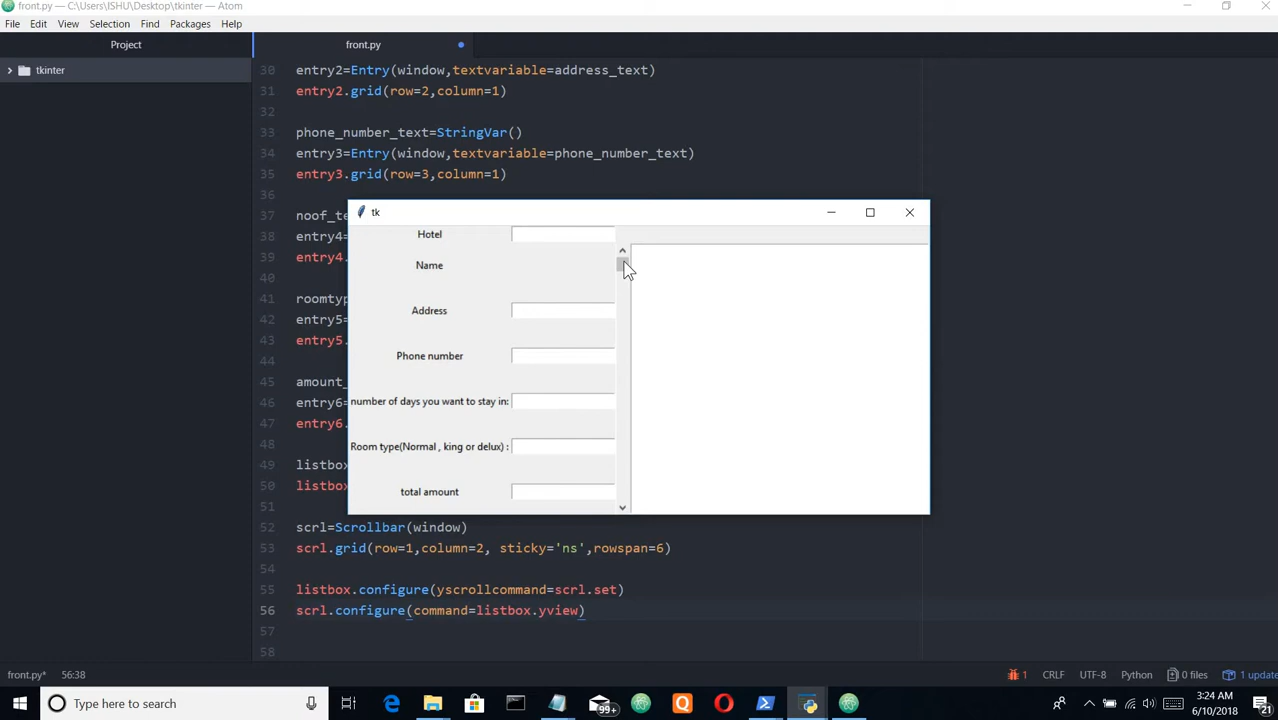 front.py — C:\Users\ISHU\Desktop\tkinter — Atom
File Edit View Selection Find Packages Help
Project
front.py
tkinter
30 entry2=Entry(window,textvariable=address_text)
31 entry2.grid(row=2,column=1)
32
33 phone_number_text=StringVar()
34 entry3=Entry(window,textvariable=phone_number_text)
35 entry3.grid(row=3,column=1)
36
37 noof_te
38 entry4=
39 entry4.
40
41 roomtyp
42 entry5=
43 entry5.
44
45 amount_
46 entry6=
47 entry6.
48
49 listbox
50 listbox
51
52 scrl=Scrollbar(window)
53 scrl.grid(row=1,column=2, sticky='ns',rowspan=6)
54
55 listbox.configure(yscrollcommand=scrl.set)
56 scrl.configure(command=listbox.yview)
57
58
tk
Hotel
Name
Address
Phone number
number of days you want to stay in:
Room type(Normal , king or delux) :
total amount
front.py* 56:38
1 CRLF UTF-8 Python 0 files 1 update
Type here to search
99+
3:24 AM
6/10/2018
21